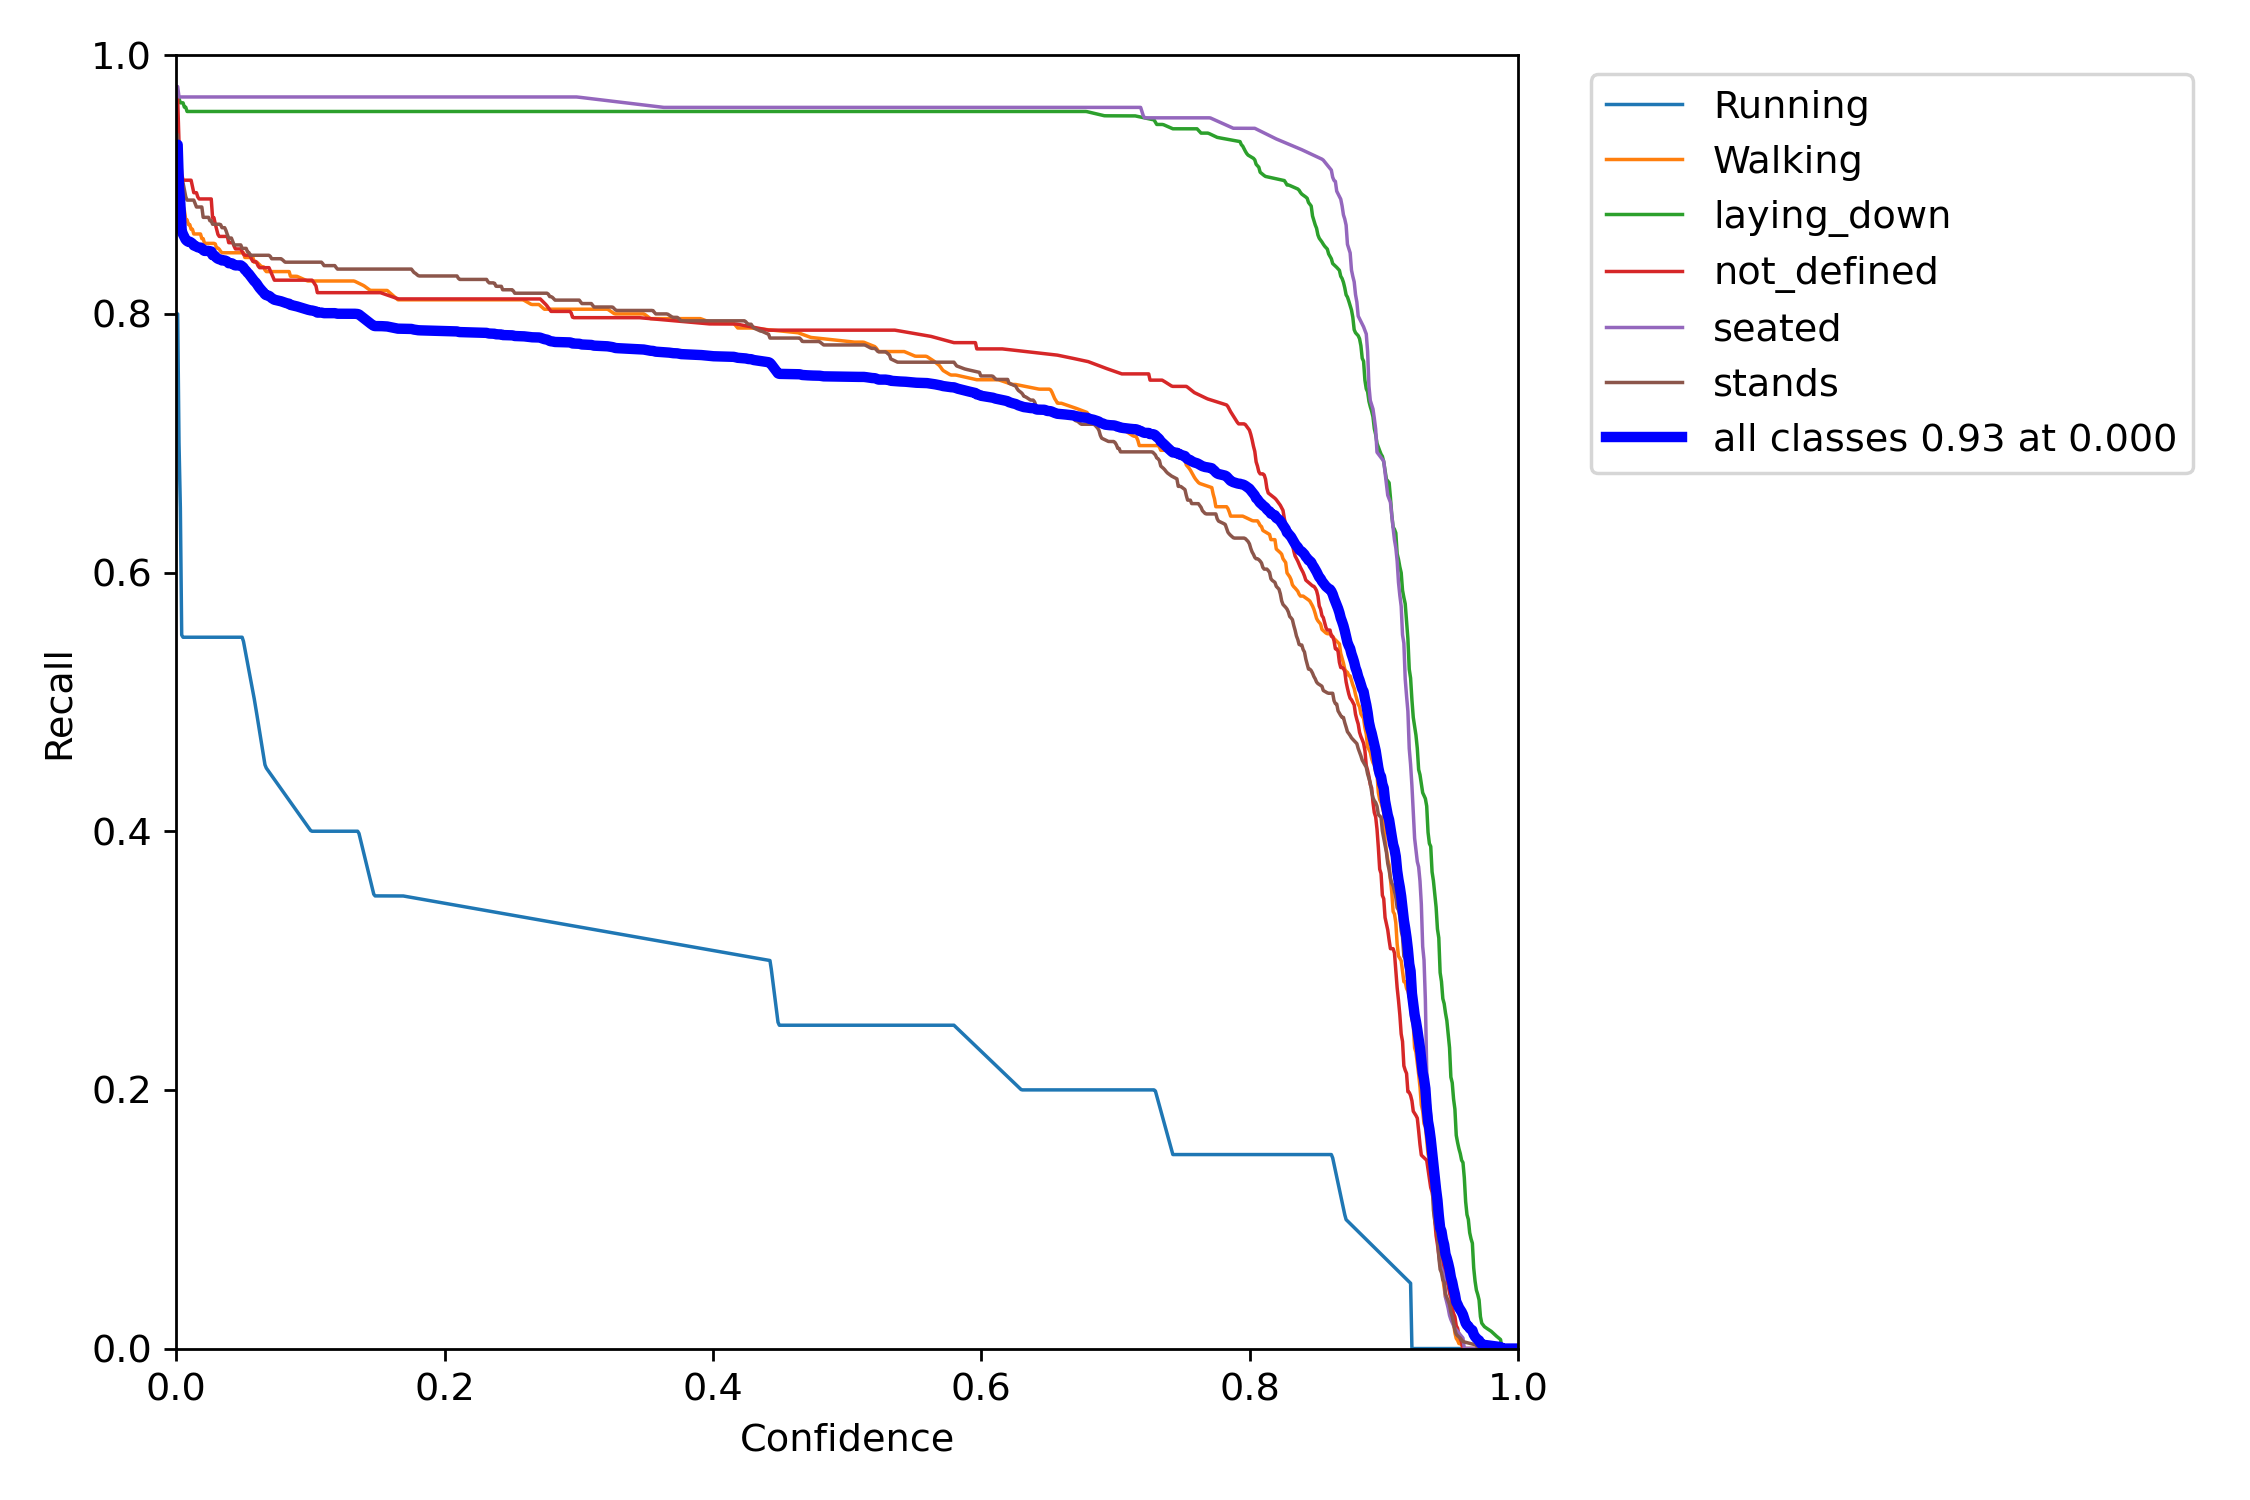 1.0
0.8
0.6
0.4
0.2
0.0
Recall
0.0 0.2 0.4 0.6 0.8 1.0
Confidence
Running
Walking
laying_down
not_defined
seated
stands
all classes 0.93 at 0.000